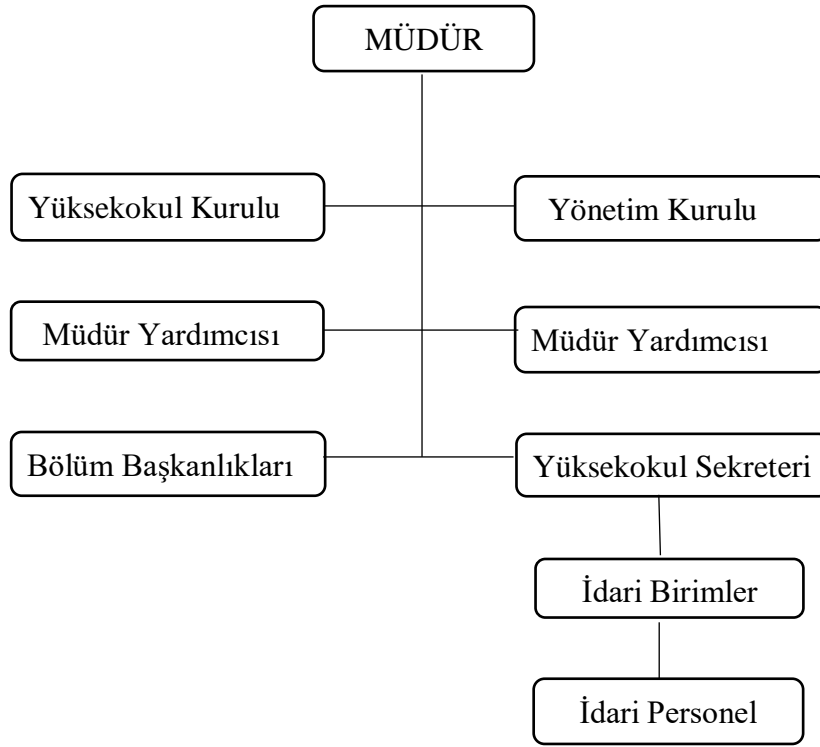 MÜDÜR
Yüksekokul Kurulu
Yönetim Kurulu
Müdür Yardımcısı
Müdür Yardımcısı
Bölüm Başkanlıkları
Yüksekokul Sekreteri
İdari Birimler
İdari Personel